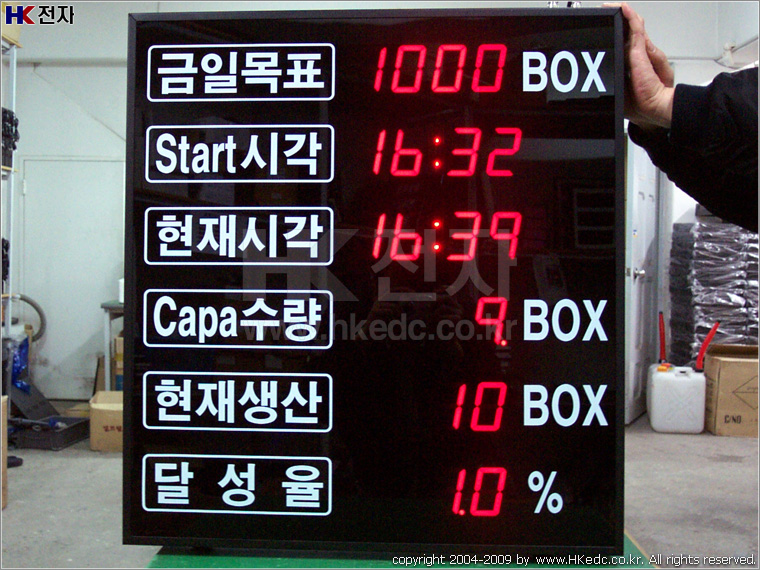 HK 전자
금일목표 1000 BOX
Start시각 16:32
현재시각 16:39
HK전자
www.hkedc.co.kr
Capa수량 9. BOX
현재생산 10 BOX
달성율 1.0 %
C/NO
copyright 2004-2009 by www.HKedc.co.kr. All rights reserved.